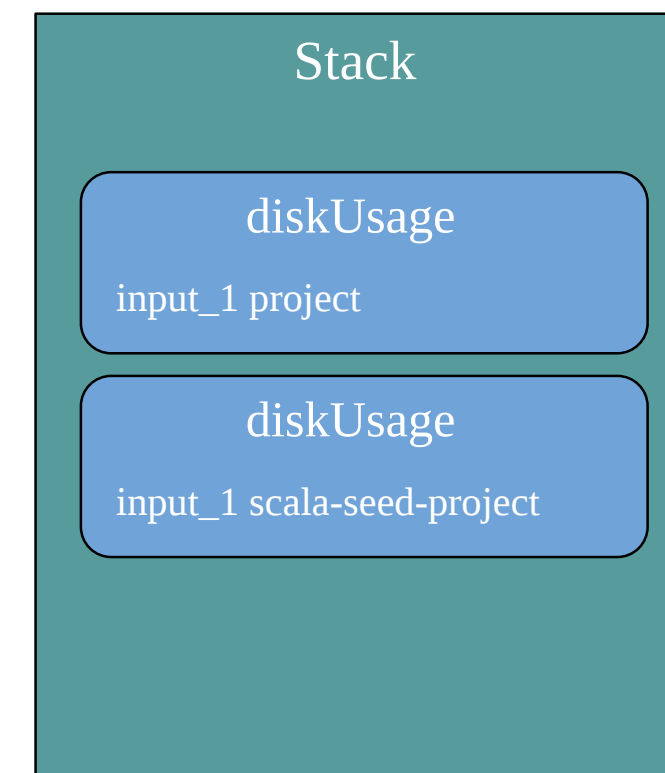 Stack
diskUsage
input_1 project
diskUsage
input_1 scala-seed-project